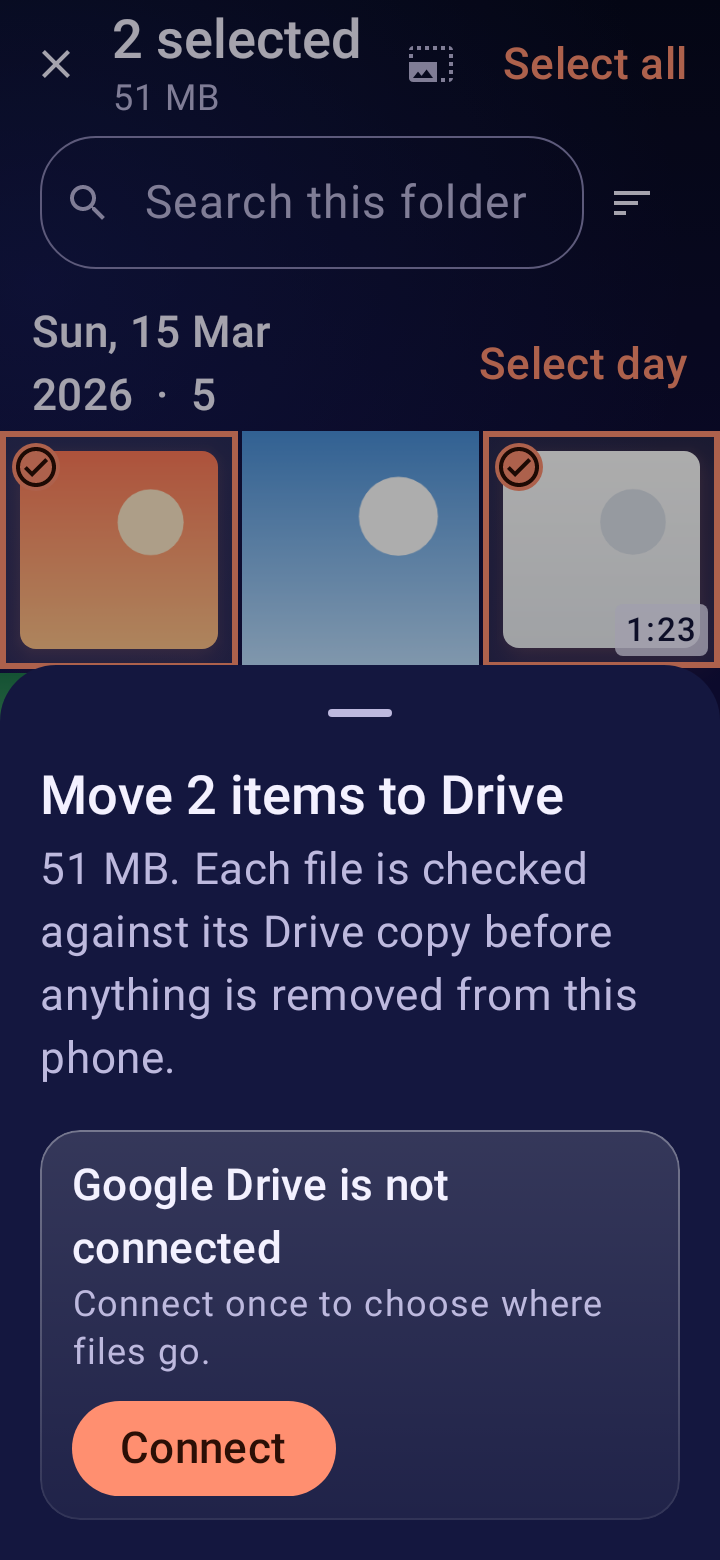 2 selected
51 MB
Select all
Search this folder
Sun, 15 Mar
2026 · 5
Select day
1:23
Move 2 items to Drive
51 MB. Each file is checked
against its Drive copy before
anything is removed from this
phone.
Google Drive is not
connected
Connect once to choose where
files go.
Connect